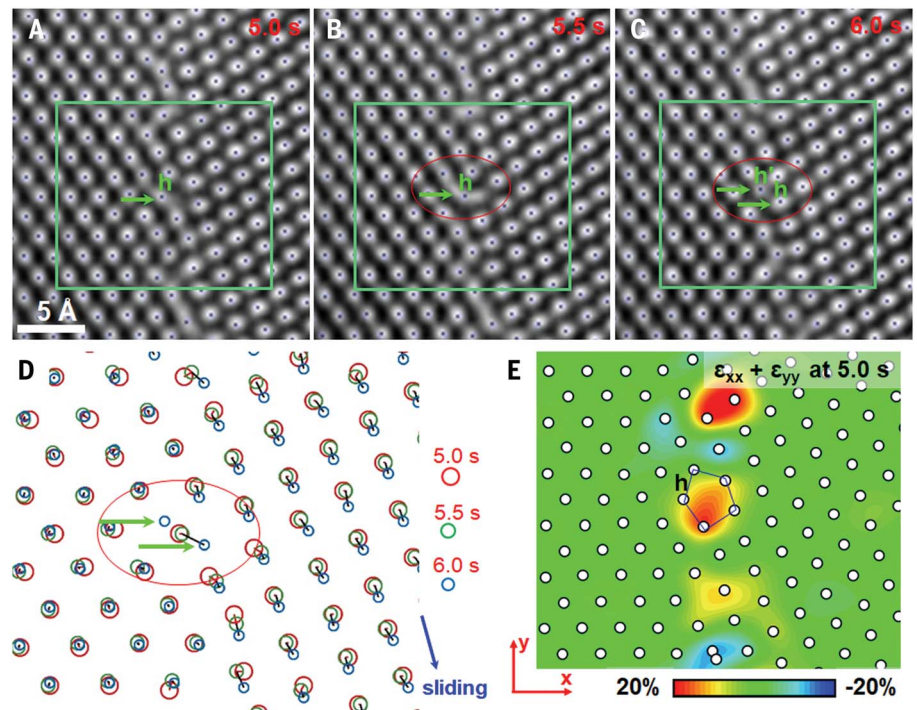 A
5.0 s
B
5.5 s
C
6.0 s
h
h
h'
h
5 Å
D
5.0 s
5.5 s
6.0 s
sliding
E
εxx + εyy at 5.0 s
h
y
x
20%
-20%